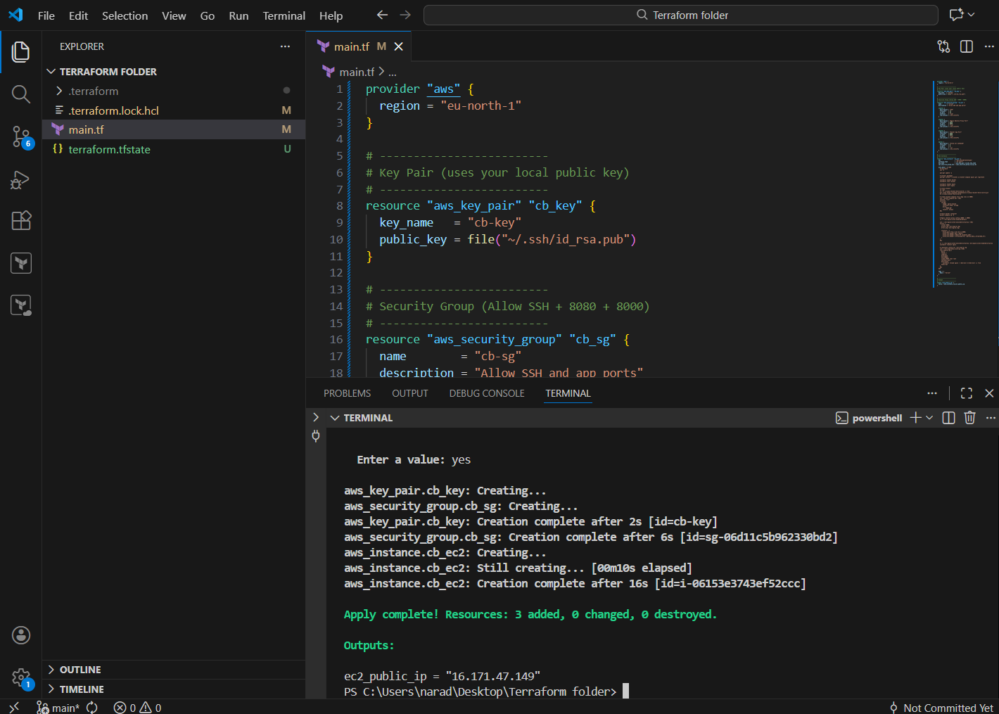 File Edit Selection View Go Run Terminal Help
Terraform folder
EXPLORER
TERRAFORM FOLDER
.terraform
.terraform.lock.hcl M
main.tf M
{} terraform.tfstate U
6
1
OUTLINE
TIMELINE
main.tf M
main.tf > ...
1 provider "aws" {
2 region = "eu-north-1"
3 }
4
5 # -------------------------
6 # Key Pair (uses your local public key)
7 # -------------------------
8 resource "aws_key_pair" "cb_key" {
9 key_name = "cb-key"
10 public_key = file("~/.ssh/id_rsa.pub")
11 }
12
13 # -------------------------
14 # Security Group (Allow SSH + 8080 + 8000)
15 # -------------------------
16 resource "aws_security_group" "cb_sg" {
17 name = "cb-sg"
18 description = "Allow SSH and app ports"
PROBLEMS OUTPUT DEBUG CONSOLE TERMINAL
TERMINAL
powershell
Enter a value: yes
aws_key_pair.cb_key: Creating...
aws_security_group.cb_sg: Creating...
aws_key_pair.cb_key: Creation complete after 2s [id=cb-key]
aws_security_group.cb_sg: Creation complete after 6s [id=sg-06d11c5b962330bd2]
aws_instance.cb_ec2: Creating...
aws_instance.cb_ec2: Still creating... [00m10s elapsed]
aws_instance.cb_ec2: Creation complete after 16s [id=i-06153e3743ef52ccc]
Apply complete! Resources: 3 added, 0 changed, 0 destroyed.
Outputs:
ec2_public_ip = "16.171.47.149"
PS C:\Users\narad\Desktop\Terraform folder>
main* 0 0 Not Committed Yet